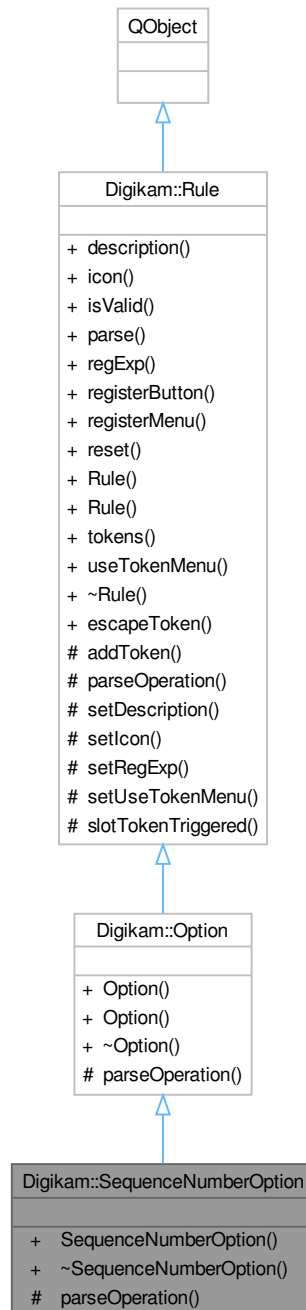 QObject
Digikam::Rule
+ description()
+ icon()
+ isValid()
+ parse()
+ regExp()
+ registerButton()
+ registerMenu()
+ reset()
+ Rule()
+ Rule()
+ tokens()
+ useTokenMenu()
+ ~Rule()
+ escapeToken()
# addToken()
# parseOperation()
# setDescription()
# setIcon()
# setRegExp()
# setUseTokenMenu()
# slotTokenTriggered()
Digikam::Option
+ Option()
+ Option()
+ ~Option()
# parseOperation()
Digikam::SequenceNumberOption
+ SequenceNumberOption()
+ ~SequenceNumberOption()
# parseOperation()